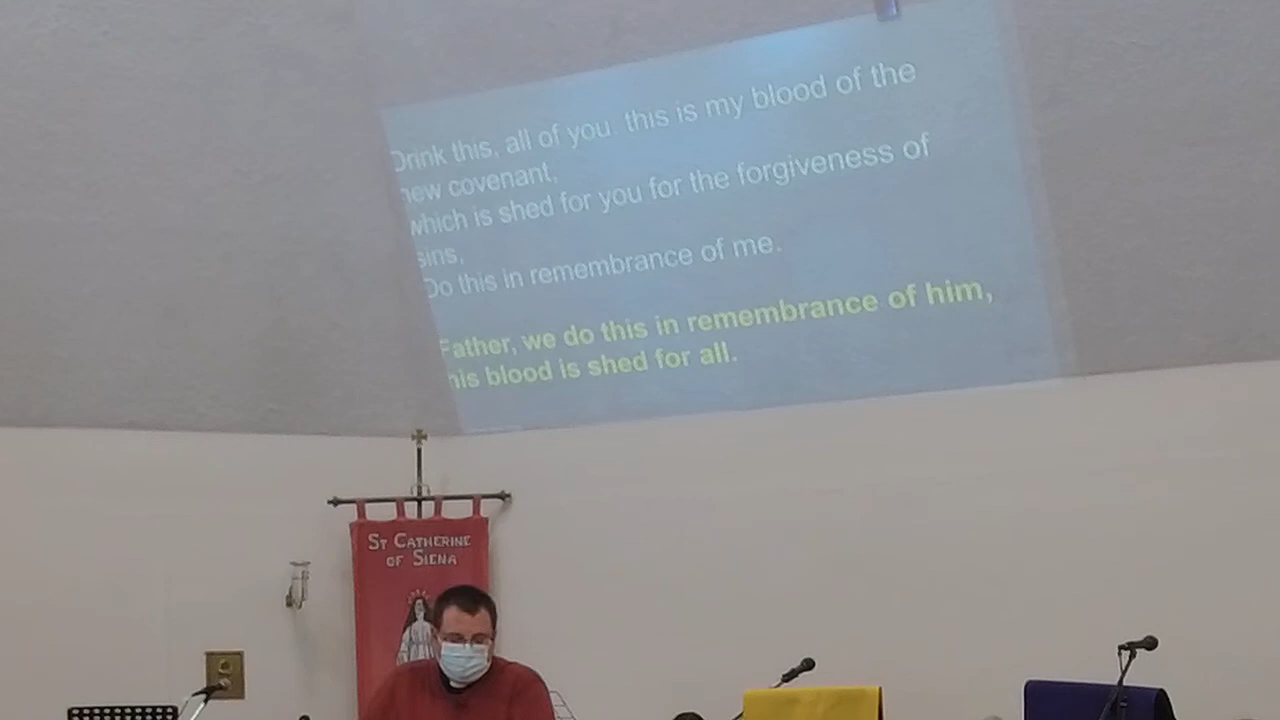 Drink this, all of you. this is my blood of the
new covenant,
which is shed for you for the forgiveness of
sins,
Do this in remembrance of me.
Father, we do this in remembrance of him,
his blood is shed for all.
ST CATHERINE
OF SIENA